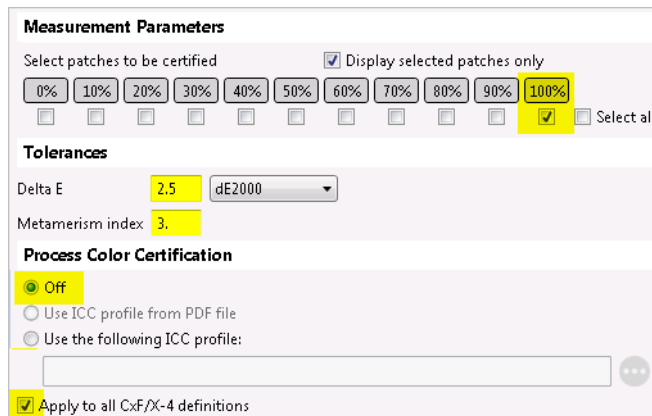 Measurement Parameters
Select patches to be certified Display selected patches only
0% 10% 20% 30% 40% 50% 60% 70% 80% 90% 100%
Select al
Tolerances
Delta E 2.5 dE2000
Metamerism index 3.
Process Color Certification
Off
Use ICC profile from PDF file
Use the following ICC profile:
Apply to all CxF/X-4 definitions